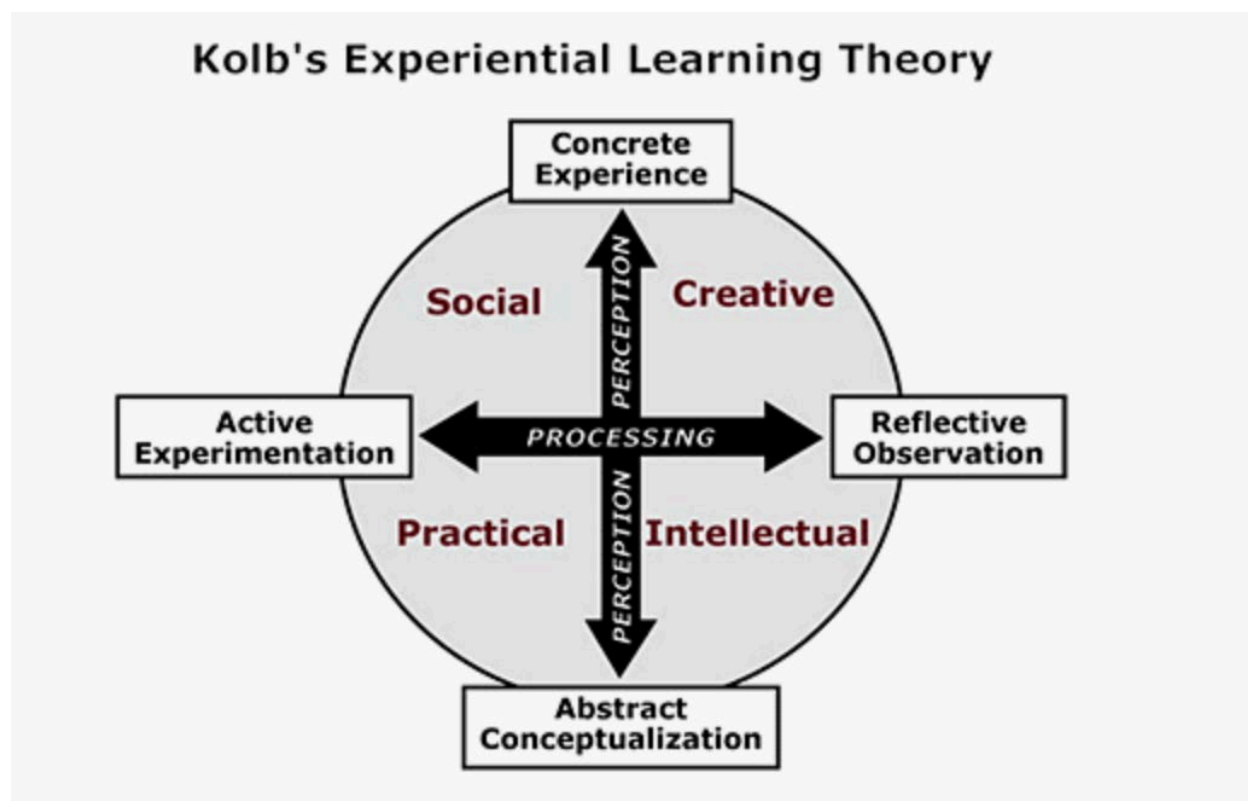 Kolb's Experiential Learning Theory
Concrete
Experience
PERCEPTION
Social
Creative
Active
Experimentation
PROCESSING
Reflective
Observation
PERCEPTION
Practical
Intellectual
Abstract
Conceptualization